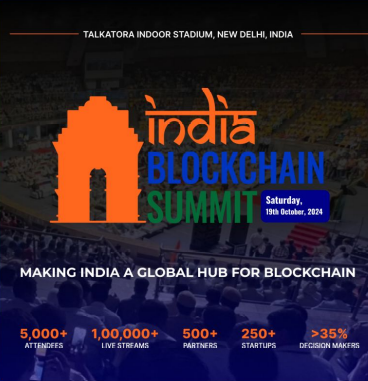 TALKATORA INDOOR STADIUM, NEW DELHI, INDIA
india
BLOCKCHAIN
SUMMIT
Saturday,
19th October, 2024
MAKING INDIA A GLOBAL HUB FOR BLOCKCHAIN
5,000+ 1,00,000+ 500+ 250+ >35%
ATTENDEES LIVE STREAMS PARTNERS STARTUPS DECISION MAKERS